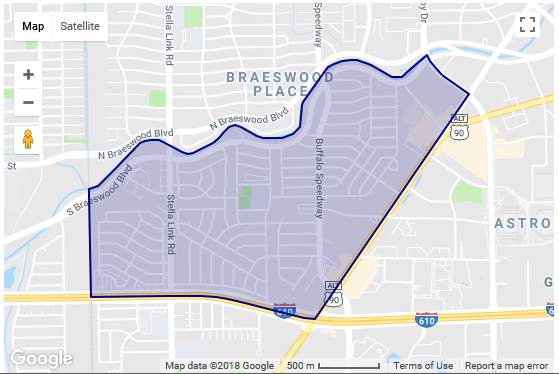 Map
Satellite
Stella Link Rd
Speedway
oy Dr
BRAESWOOD
PLACE
N Braeswood Blvd
ALT
90
N Braeswood Blvd
St
S Braeswood Blvd
Stella Link Rd
Buffalo Speedway
ASTRO
G
ALT
90
610
610
610
Google
Map data ©2018 Google
500 m
Terms of Use
Report a map error